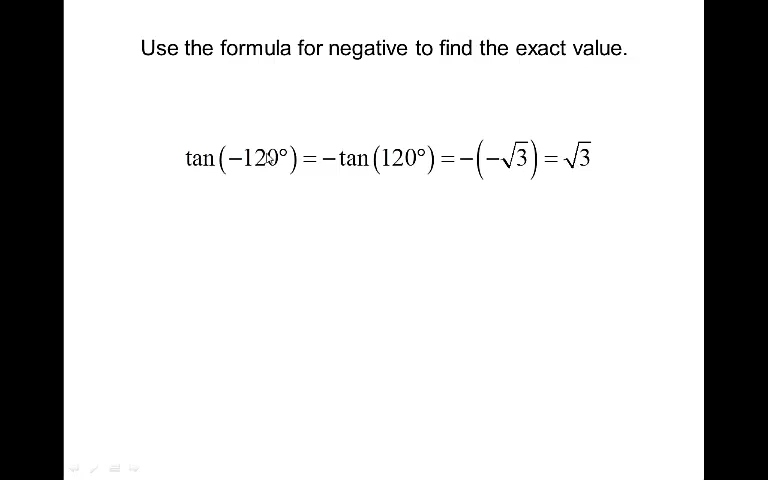 Use the formula for negative to find the exact value.
tan(−120°) = −tan(120°) = −(−√3) = √3